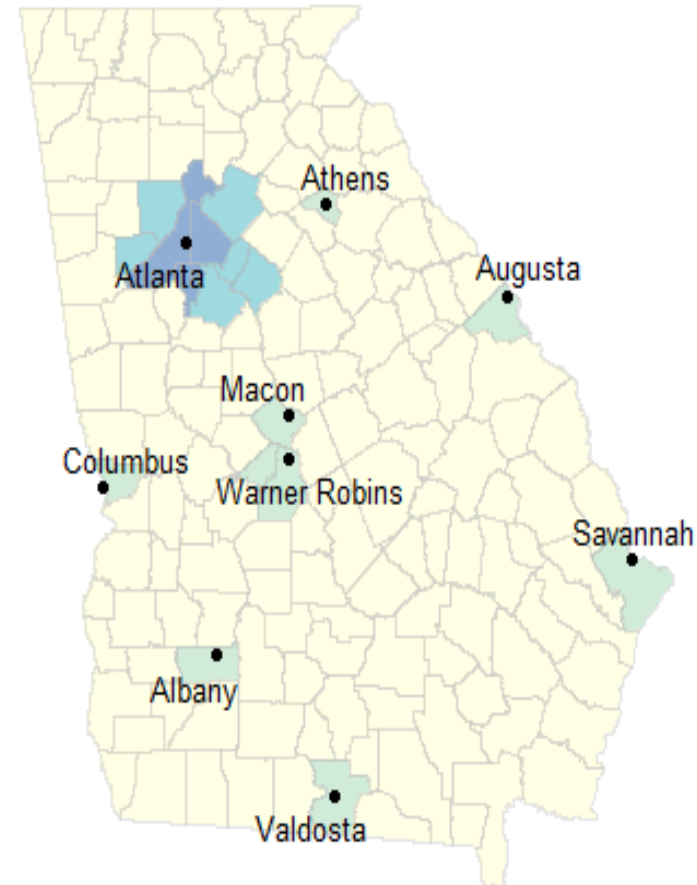 Athens
Augusta
Atlanta
Macon
Columbus
Warner Robins
Savannah
Albany
Valdosta